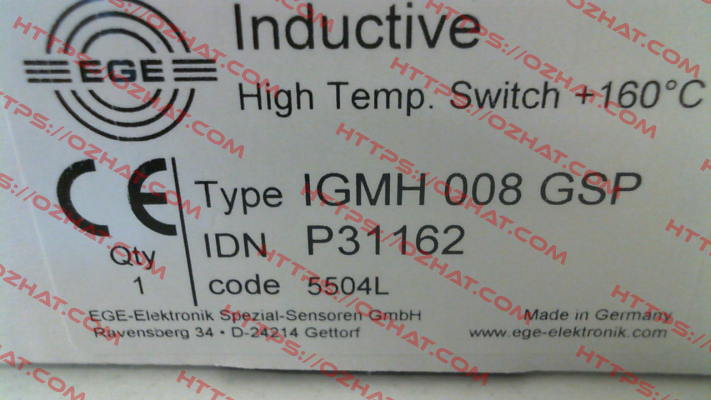 Inductive
EGE
High Temp. Switch +160°C
CE
Type IGMH 008 GSP
IDN P31162
Qty
1
code 5504L
EGE-Elektronik Spezial-Sensoren GmbH
Made in Germany
Ravensberg 34 • D-24214 Gettorf
www.ege-elektronik.com
HTTPS://OZHAT.COM